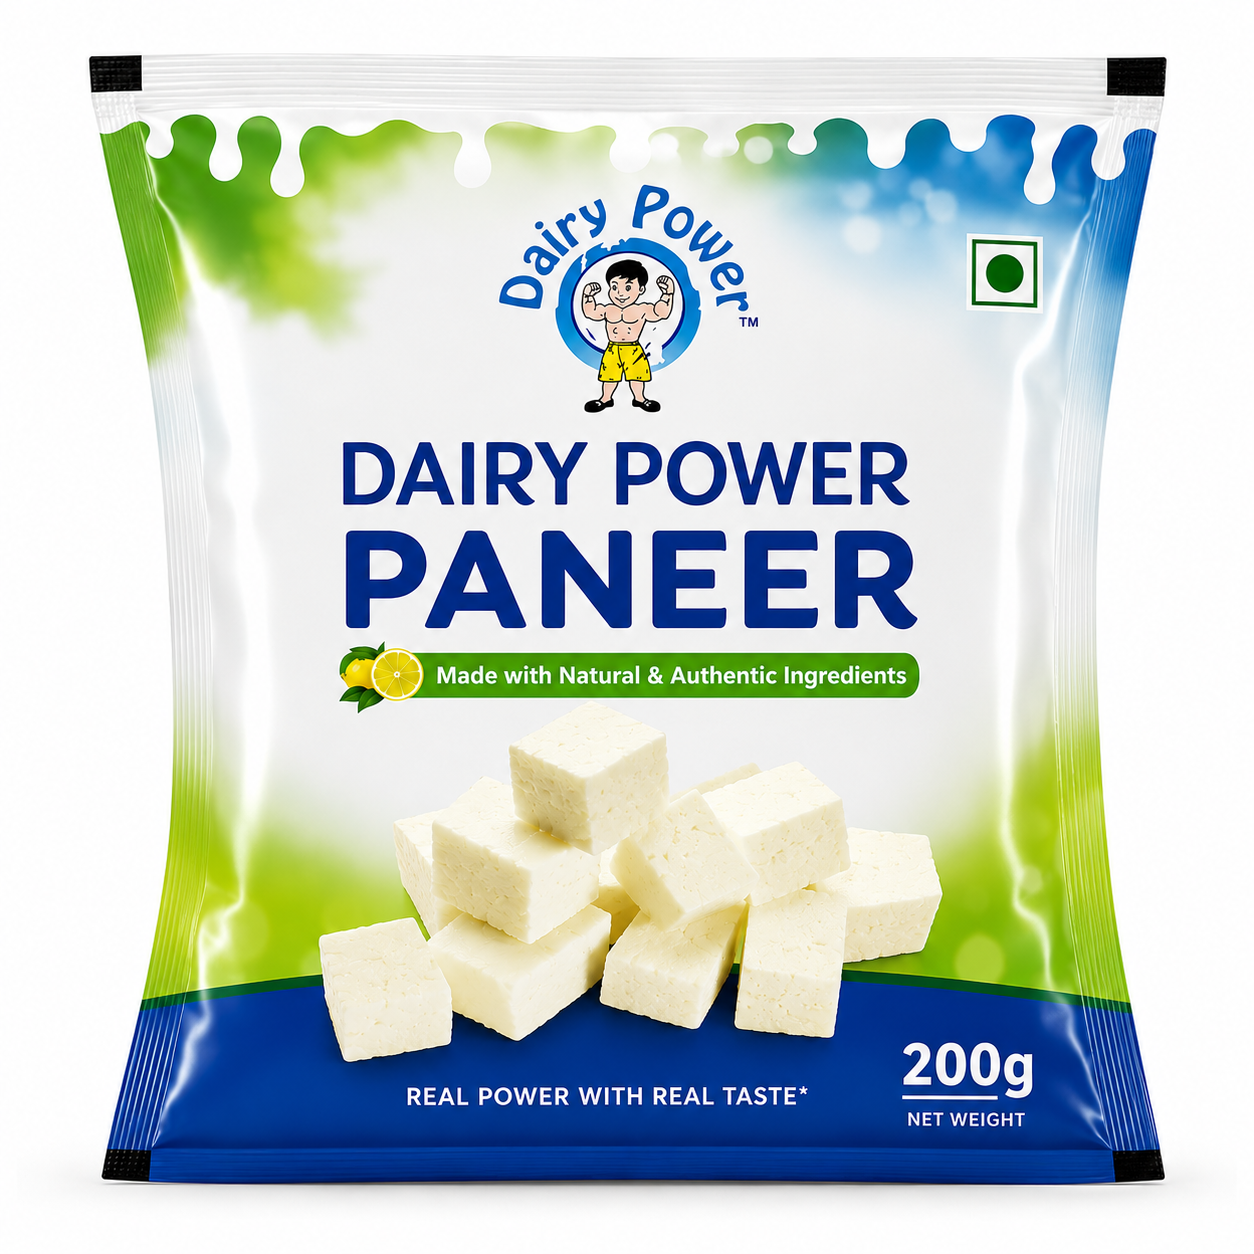 Dairy Power
TM
DAIRY POWER
PANEER
Made with Natural & Authentic Ingredients
REAL POWER WITH REAL TASTE*
200g
NET WEIGHT